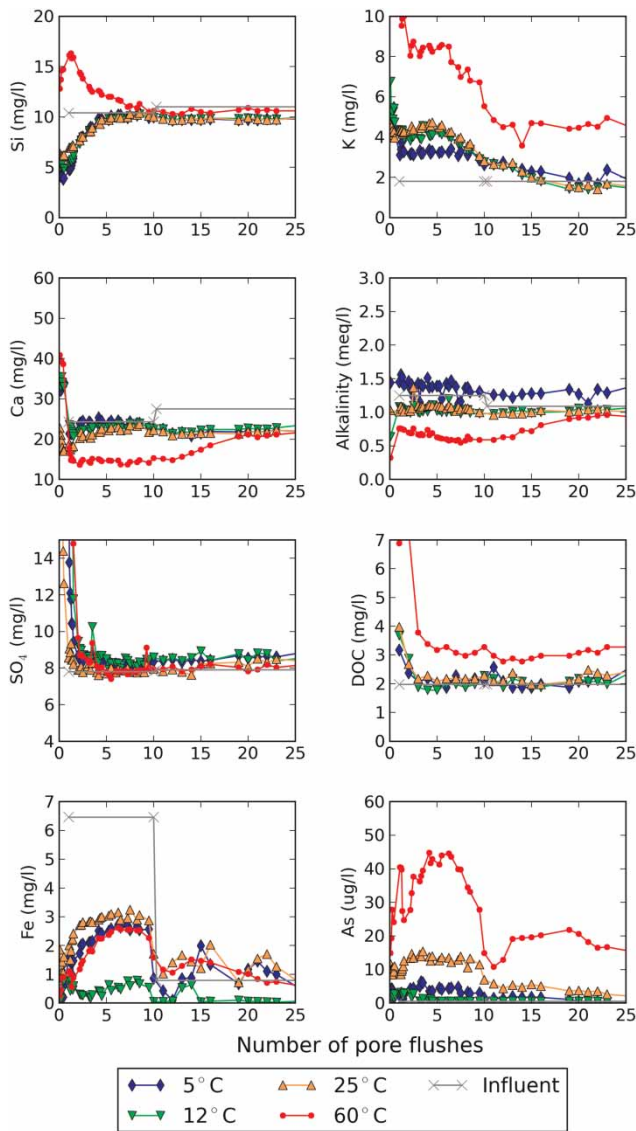 Si (mg/l)
20
15
10
5
0
0 5 10 15 20 25
K (mg/l)
10
8
6
4
2
0
0 5 10 15 20 25
Ca (mg/l)
60
50
40
30
20
10
0 5 10 15 20 25
Alkalinity (meq/l)
3.0
2.5
2.0
1.5
1.0
0.5
0.0
0 5 10 15 20 25
SO₄ (mg/l)
14
12
10
8
6
4
0 5 10 15 20 25
DOC (mg/l)
7
6
5
4
3
2
1
0
0 5 10 15 20 25
Fe (mg/l)
7
6
5
4
3
2
1
0
0 5 10 15 20 25
As (ug/l)
60
50
40
30
20
10
0
0 5 10 15 20 25
Number of pore flushes
5°C 25°C Influent
12°C 60°C